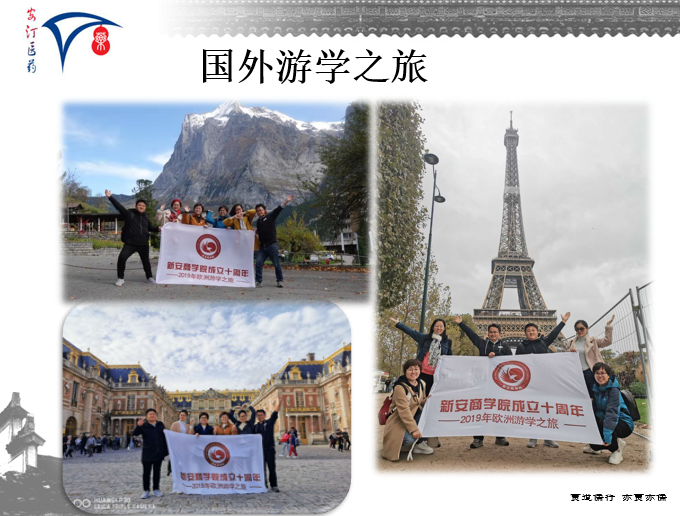 安汀医药
国外游学之旅
新安商学院成立十周年
2019年欧洲游学之旅
新安商学院成立十周年
2019年欧洲游学之旅
新安商学院成立十周年
2019年欧洲游学之旅
HUAWEI P30
LEICA TRIPLE CAMERA
贾道儒行 亦贾亦儒